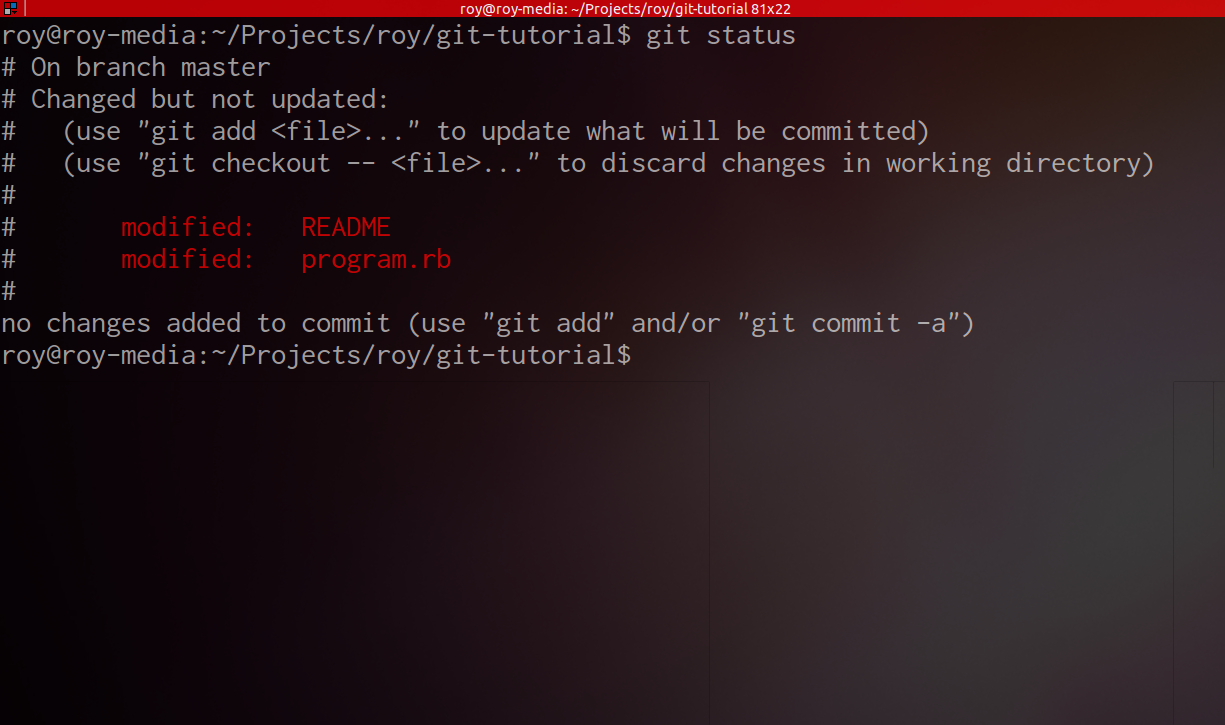 roy@roy-media: ~/Projects/roy/git-tutorial 81x22
roy@roy-media:~/Projects/roy/git-tutorial$ git status
# On branch master
# Changed but not updated:
#   (use "git add <file>..." to update what will be committed)
#   (use "git checkout -- <file>..." to discard changes in working directory)
#
#       modified:   README
#       modified:   program.rb
#
no changes added to commit (use "git add" and/or "git commit -a")
roy@roy-media:~/Projects/roy/git-tutorial$